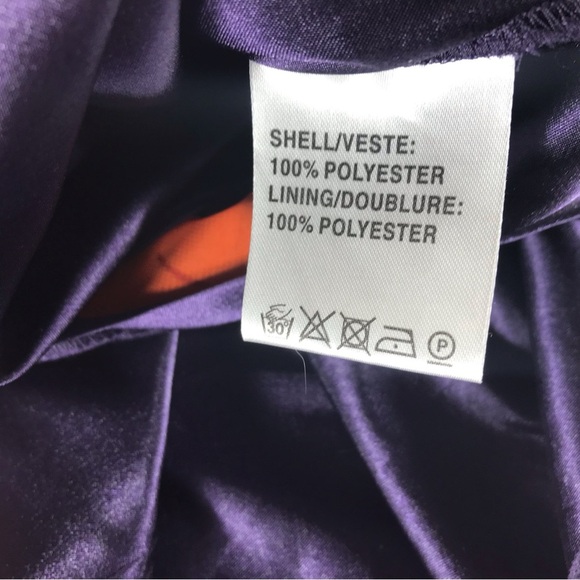 SHELL/VESTE:
100% POLYESTER
LINING/DOUBLURE:
100% POLYESTER
30° P